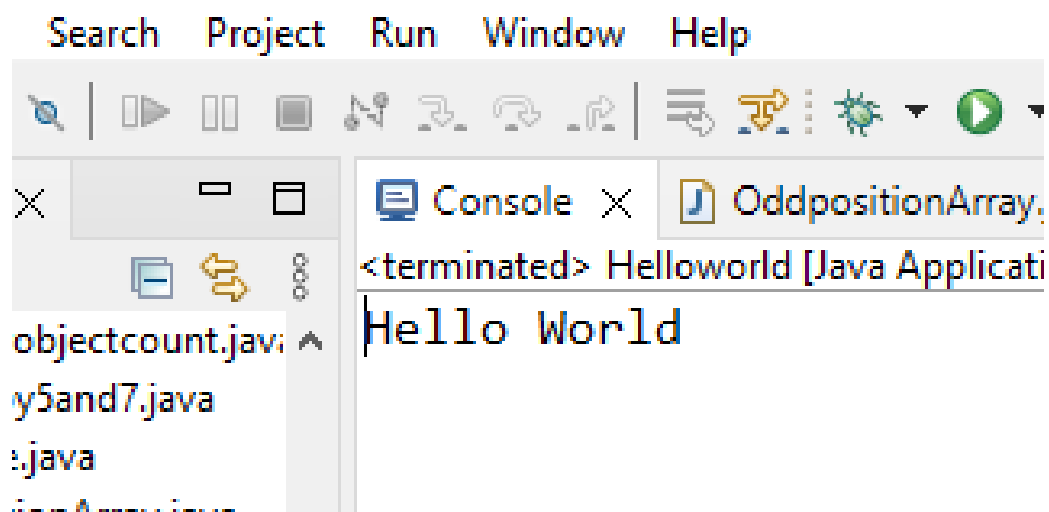 Search Project Run Window Help
Console OddpositionArray.
<terminated> Helloworld [Java Applicati
Hello World
objectcount.java
y5and7.java
.java